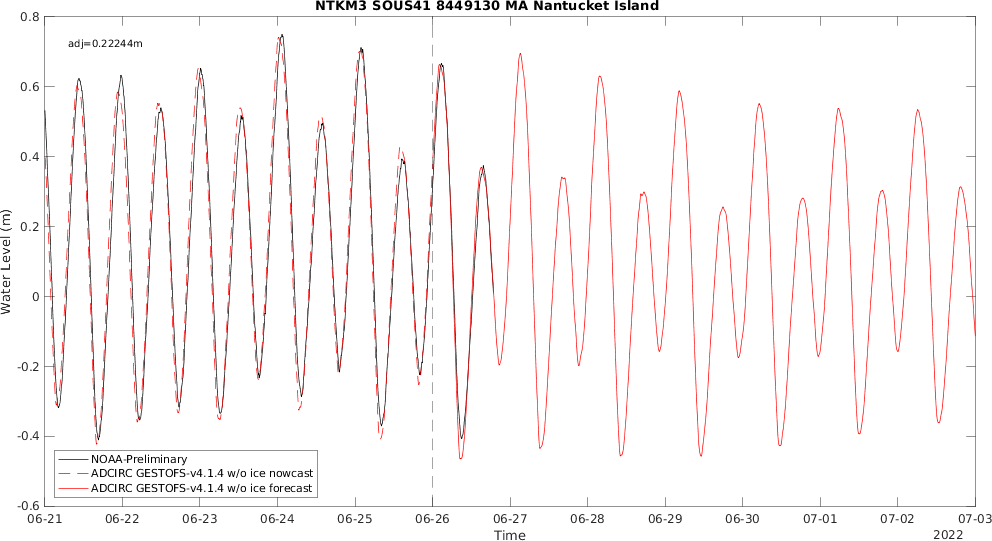 NTKM3 SOUS41 8449130 MA Nantucket Island
0.8
adj=0.22244m
0.6
0.4
0.2
Water Level (m)
0
-0.2
-0.4
NOAA-Preliminary
ADCIRC GESTOFS-v4.1.4 w/o ice nowcast
ADCIRC GESTOFS-v4.1.4 w/o ice forecast
-0.6
06-21 06-22 06-23 06-24 06-25 06-26 06-27 06-28 06-29 06-30 07-01 07-02 07-03
Time
2022